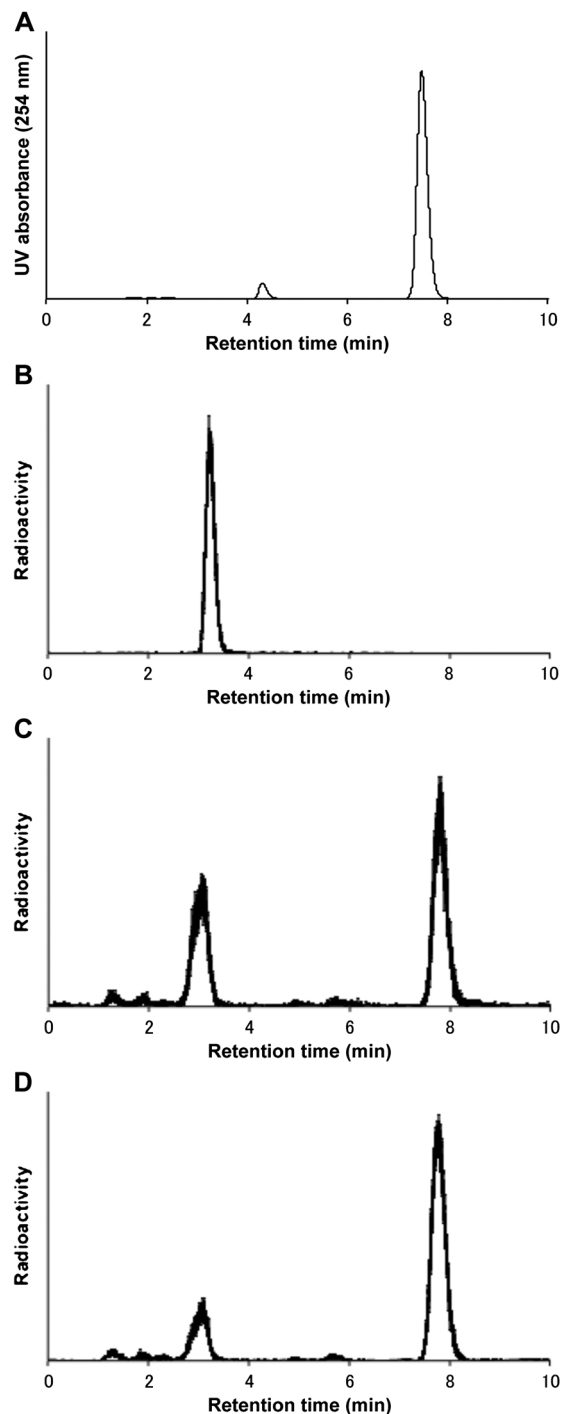 A
UV absorbance (254 nm)
0 2 4 6 8 10
Retention time (min)
B
Radioactivity
0 2 4 6 8 10
Retention time (min)
C
Radioactivity
0 2 4 6 8 10
Retention time (min)
D
Radioactivity
0 2 4 6 8 10
Retention time (min)